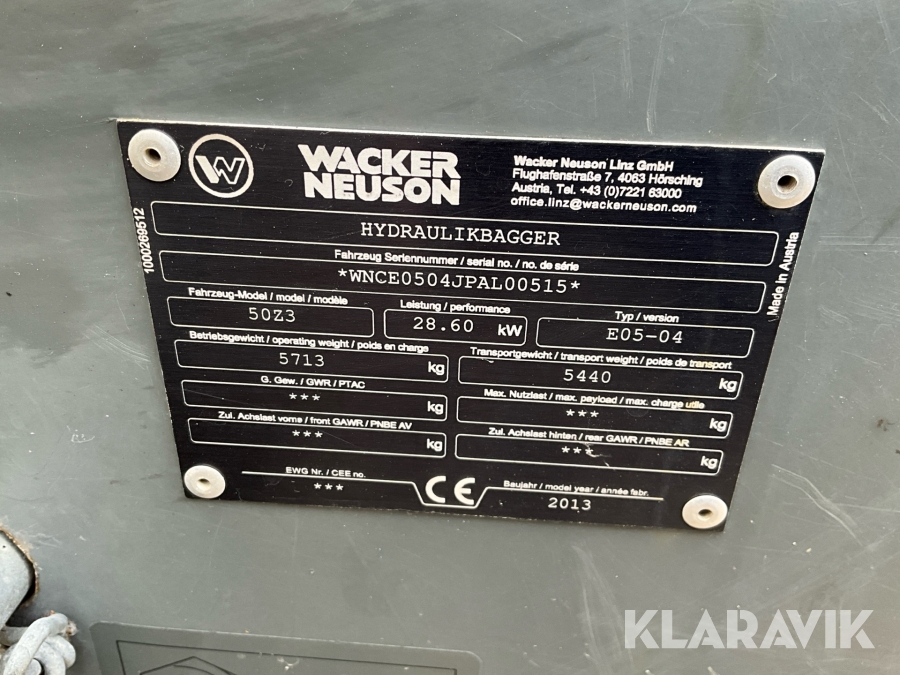 WACKER
NEUSON
Wacker Neuson Linz GmbH
Flughafenstraße 7, 4063 Hörsching
Austria, Tel. +43 (0)7221 63000
office.linz@wackerneuson.com
1000269512
HYDRAULIKBAGGER
Fahrzeug Seriennummer / serial no. / no. de série
*WNCE0504JPAL00515*
Made in Austria
Fahrzeug-Model / model / modèle
50Z3
Leistung / performance
28.60 kW
Typ / version
E05-04
Betriebsgewicht / operating weight / poids en charge
5713 kg
Transportgewicht / transport weight / poids de transport
5440 kg
G. Gew. / GWR / PTAC
*** kg
Max. Nutzlast / max. payload / max. charge utile
*** kg
Zul. Achslast vorne / front GAWR / PNBE AV
*** kg
Zul. Achslast hinten / rear GAWR / PNBE AR
*** kg
EWG Nr. / CEE no.
***
CE
Baujahr / model year / année fabr.
2013
KLARAVIK